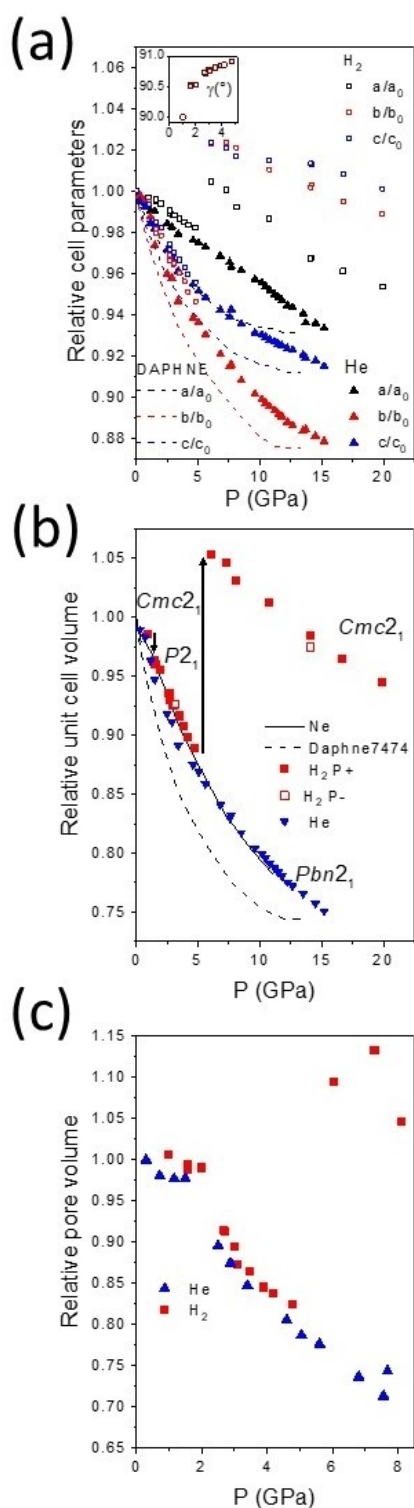 (a)
91.0
90.5
90.0
γ(°)
0 2 4
H2
a/a0
b/b0
c/c0
1.06
1.04
1.02
1.00
0.98
0.96
0.94
0.92
0.90
0.88
Relative cell parameters
DAPHNE
a/a0
b/b0
c/c0
He
a/a0
b/b0
c/c0
0 5 10 15 20
P (GPa)
(b)
1.05
1.00
0.95
0.90
0.85
0.80
0.75
Relative unit cell volume
Cmc21
P21
Cmc21
Ne
Daphne7474
H2 P+
H2 P-
He
Pbn21
0 5 10 15 20
P (GPa)
(c)
1.15
1.10
1.05
1.00
0.95
0.90
0.85
0.80
0.75
0.70
0.65
Relative pore volume
He
H2
0 2 4 6 8
P (GPa)